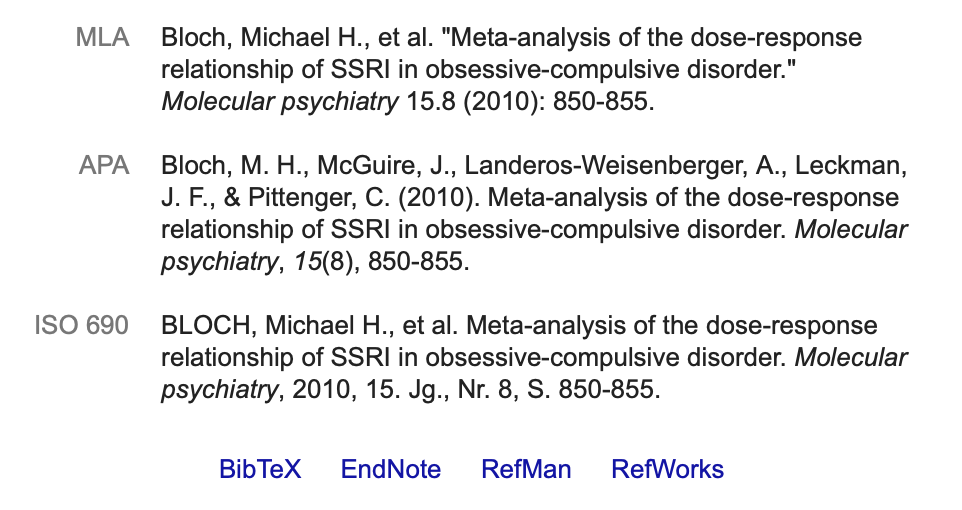 MLA Bloch, Michael H., et al. "Meta-analysis of the dose-response
relationship of SSRI in obsessive-compulsive disorder."
Molecular psychiatry 15.8 (2010): 850-855.
APA Bloch, M. H., McGuire, J., Landeros-Weisenberger, A., Leckman,
J. F., & Pittenger, C. (2010). Meta-analysis of the dose-response
relationship of SSRI in obsessive-compulsive disorder. Molecular
psychiatry, 15(8), 850-855.
ISO 690 BLOCH, Michael H., et al. Meta-analysis of the dose-response
relationship of SSRI in obsessive-compulsive disorder. Molecular
psychiatry, 2010, 15. Jg., Nr. 8, S. 850-855.
BibTeX EndNote RefMan RefWorks